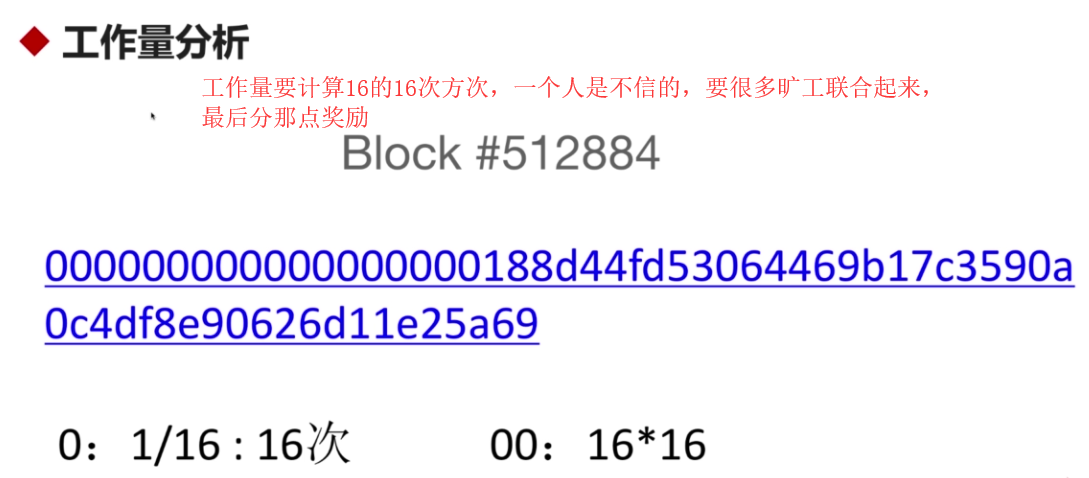 工作量分析
工作量要计算16的16次方次，一个人是不信的，要很多旷工联合起来，
最后分那点奖励
Block #512884
000000000000000000188d44fd53064469b17c3590a
0c4df8e90626d11e25a69
0：1/16 : 16次 00：16*16